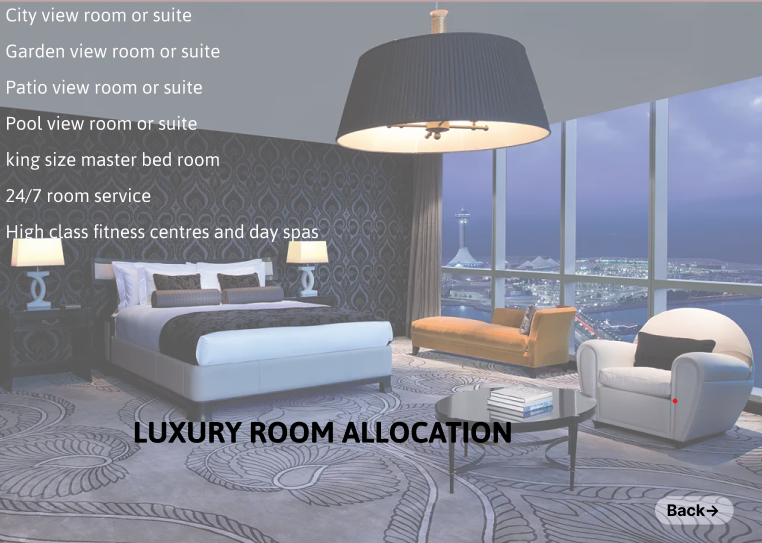 City view room or suite
Garden view room or suite
Patio view room or suite
Pool view room or suite
king size master bed room
24/7 room service
High class fitness centres and day spas
LUXURY ROOM ALLOCATION
Back→